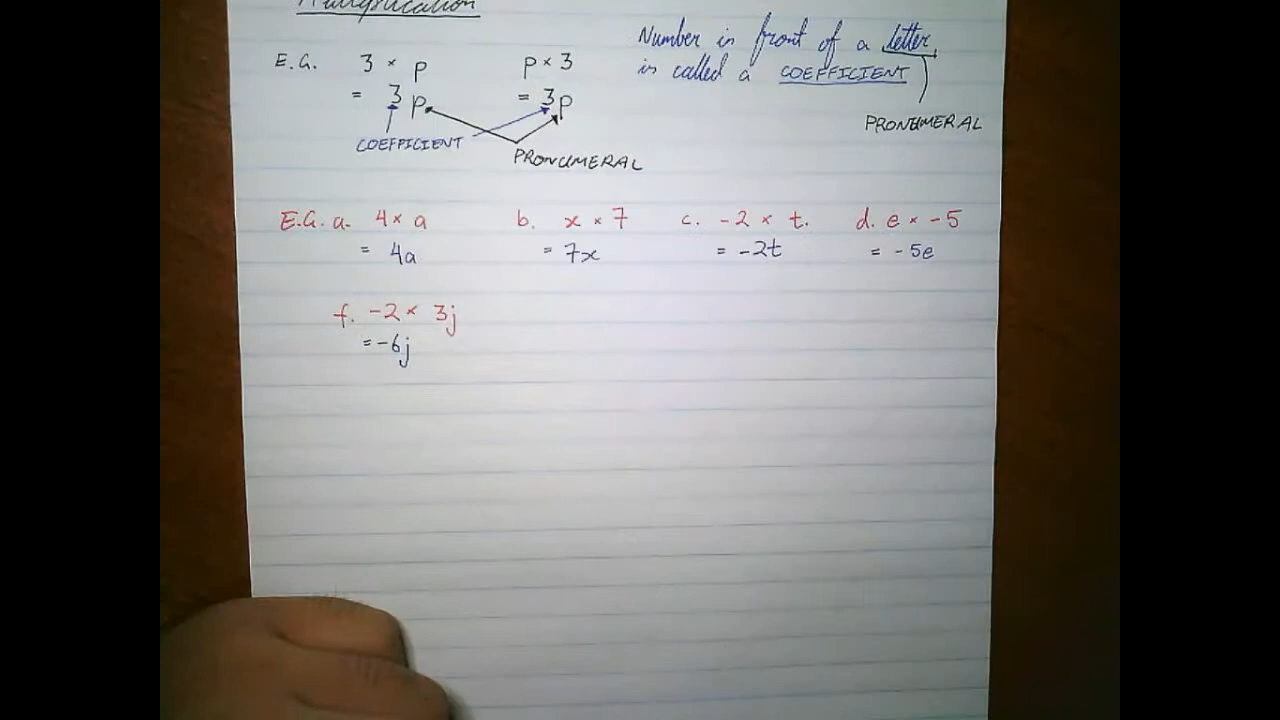 Multiplication
E.G. 3 × p p × 3
= 3p = 3p
COEFFICIENT
PRONUMERAL
Number in front of a letter
is called a COEFFICIENT
PRONUMERAL
E.G. a. 4 × a b. x × 7 c. -2 × t. d. e × -5
= 4a = 7x = -2t = -5e
f. -2 × 3j
= -6j